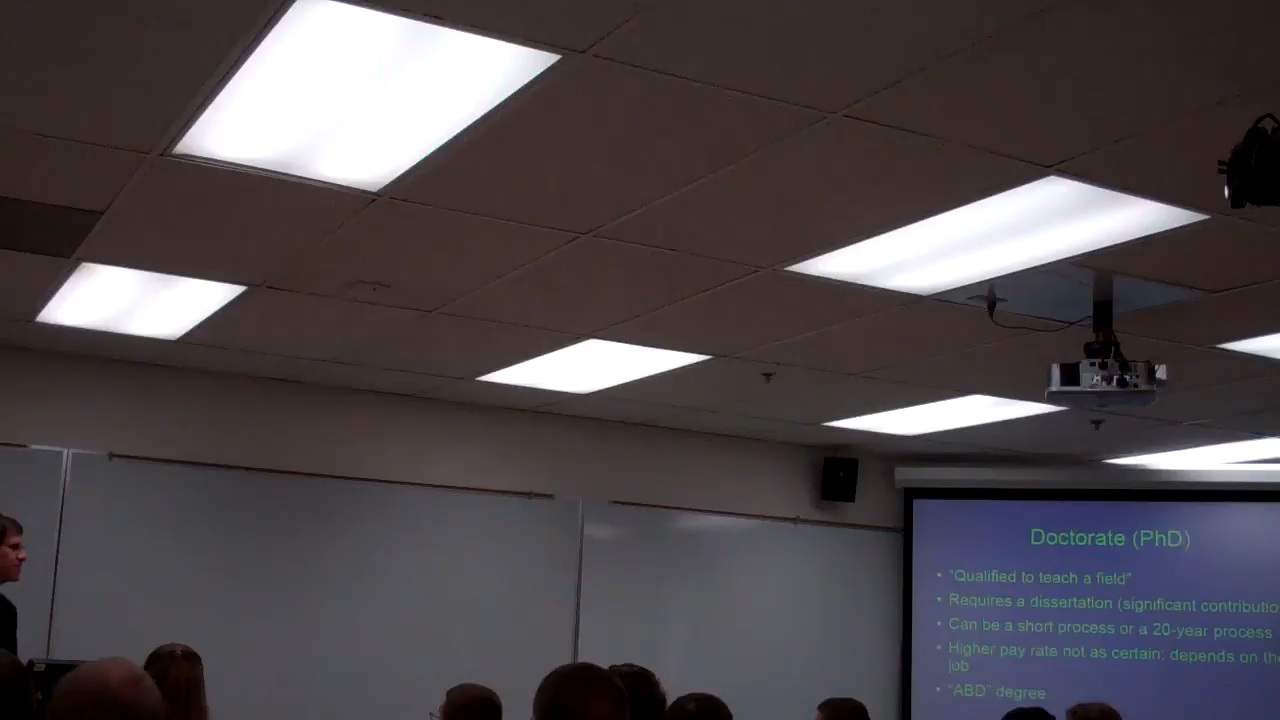 Doctorate (PhD)
• "Qualified to teach a field"
• Requires a dissertation (significant contributio
• Can be a short process or a 20-year process
• Higher pay rate not as certain; depends on the
job
• "ABD" degree